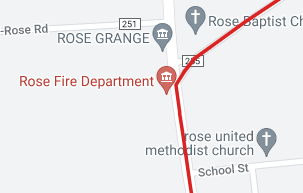 -Rose Rd
251
Rose Baptist Ch
ROSE GRANGE
Rose Fire Department
rose united
methodist church
School St